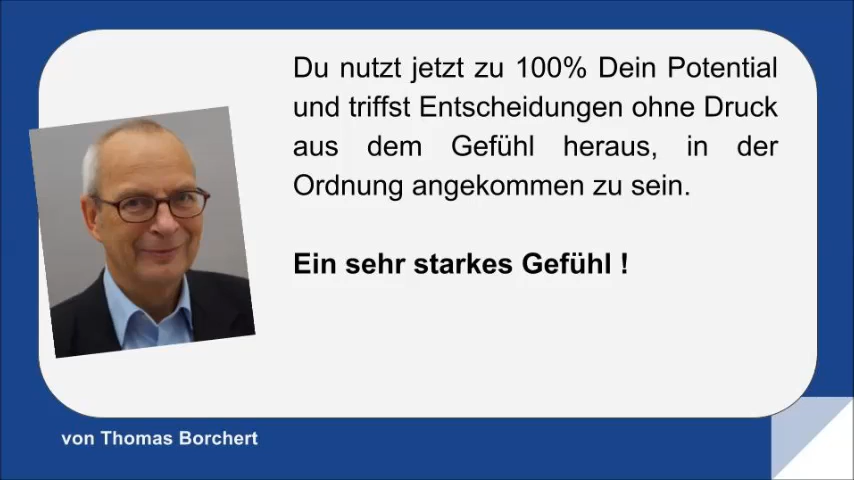 Du nutzt jetzt zu 100% Dein Potential
und triffst Entscheidungen ohne Druck
aus dem Gefühl heraus, in der
Ordnung angekommen zu sein.
Ein sehr starkes Gefühl !
von Thomas Borchert